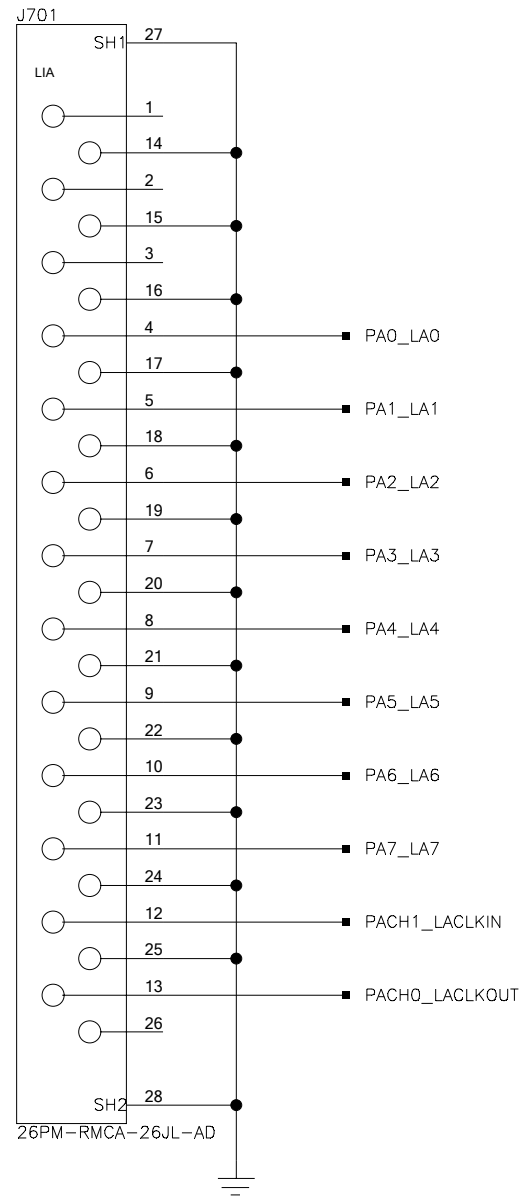 J701
SH1 27
LIA
1
14
2
15
3
16
4 PA0_LA0
17
5 PA1_LA1
18
6 PA2_LA2
19
7 PA3_LA3
20
8 PA4_LA4
21
9 PA5_LA5
22
10 PA6_LA6
23
11 PA7_LA7
24
12 PACH1_LACLKIN
25
13 PACH0_LACLKOUT
26
SH2 28
26PM-RMCA-26JL-AD